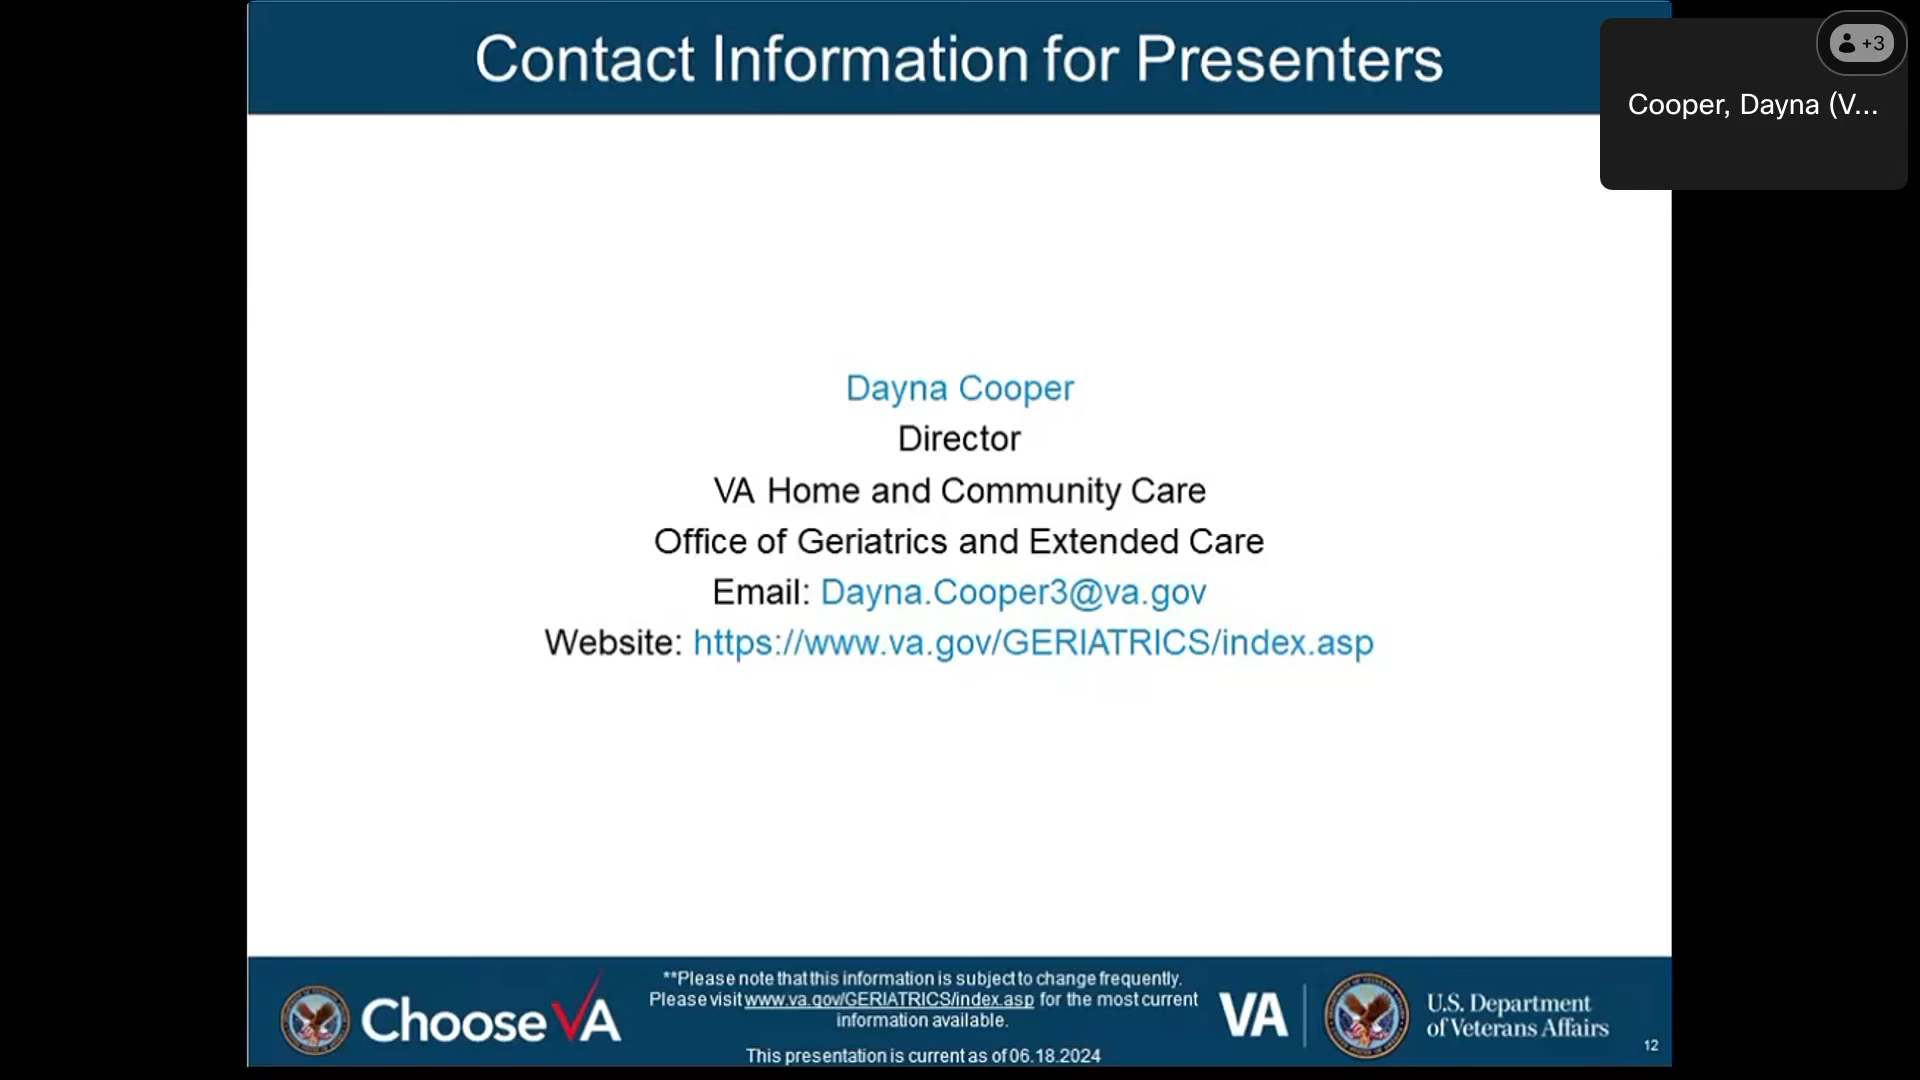 Contact Information for Presenters
+3
Cooper, Dayna (V...
Dayna Cooper
Director
VA Home and Community Care
Office of Geriatrics and Extended Care
Email: Dayna.Cooper3@va.gov
Website: https://www.va.gov/GERIATRICS/index.asp
Choose VA
**Please note that this information is subject to change frequently.
Please visit www.va.gov/GERIATRICS/index.asp for the most current
information available.
This presentation is current as of 06.18.2024
VA
U.S. Department
of Veterans Affairs
12